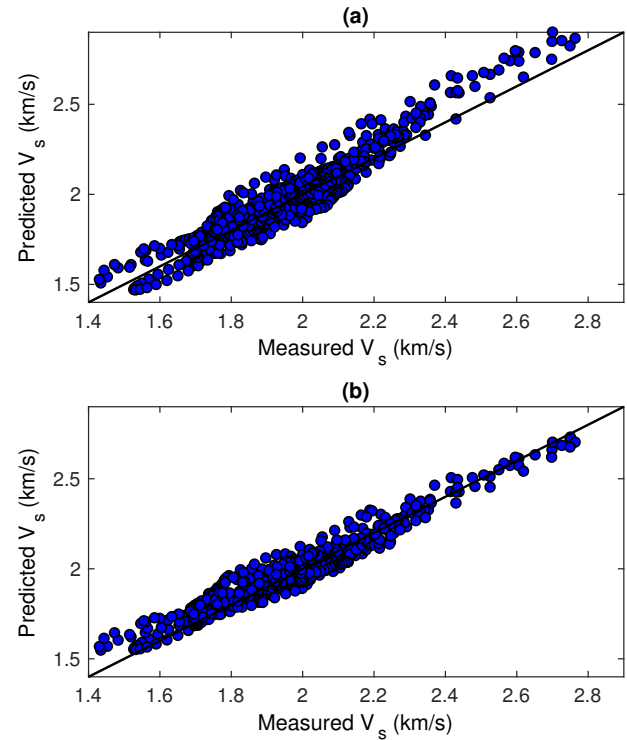 (a)
Predicted V_s (km/s)
2.5
2
1.5
1.4 1.6 1.8 2 2.2 2.4 2.6 2.8
Measured V_s (km/s)
(b)
Predicted V_s (km/s)
2.5
2
1.5
1.4 1.6 1.8 2 2.2 2.4 2.6 2.8
Measured V_s (km/s)